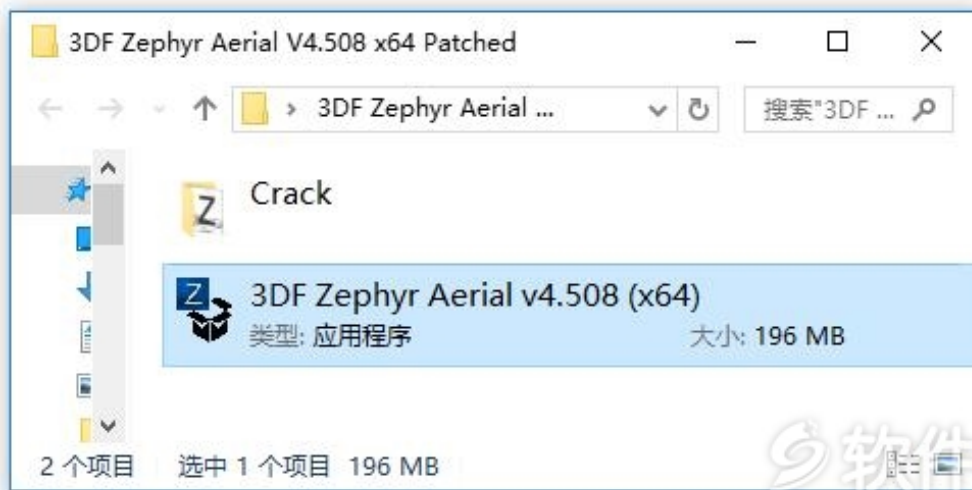 3DF Zephyr Aerial V4.508 x64 Patched
3DF Zephyr Aerial ...
搜索"3DF ...
Crack
3DF Zephyr Aerial v4.508 (x64)
类型: 应用程序
大小: 196 MB
2 个项目 选中 1 个项目 196 MB
软件